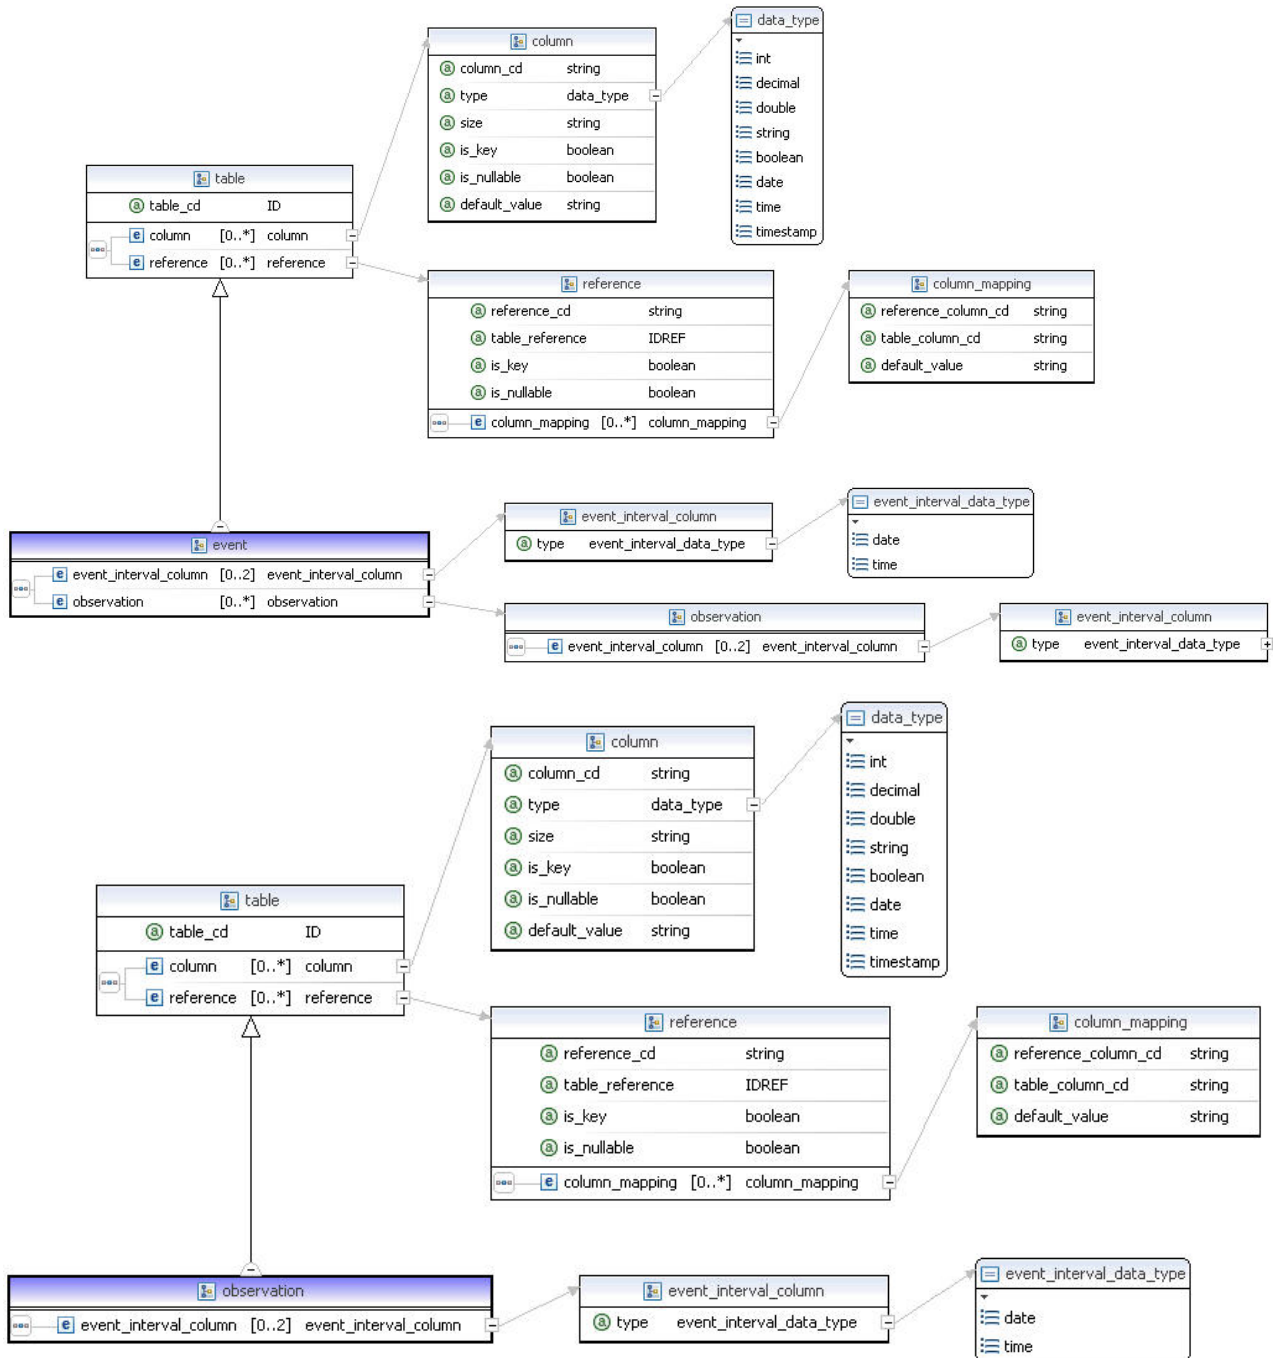 data_type
int
decimal
double
string
boolean
date
time
timestamp
column
column_cd string
type data_type
size string
is_key boolean
is_nullable boolean
default_value string
table
table_cd ID
column [0..*] column
reference [0..*] reference
reference
reference_cd string
table_reference IDREF
is_key boolean
is_nullable boolean
column_mapping [0..*] column_mapping
column_mapping
reference_column_cd string
table_column_cd string
default_value string
event
event_interval_column [0..2] event_interval_column
observation [0..*] observation
event_interval_column
type event_interval_data_type
event_interval_data_type
date
time
observation
event_interval_column [0..2] event_interval_column
event_interval_column
type event_interval_data_type
data_type
int
decimal
double
string
boolean
date
time
timestamp
column
column_cd string
type data_type
size string
is_key boolean
is_nullable boolean
default_value string
table
table_cd ID
column [0..*] column
reference [0..*] reference
reference
reference_cd string
table_reference IDREF
is_key boolean
is_nullable boolean
column_mapping [0..*] column_mapping
column_mapping
reference_column_cd string
table_column_cd string
default_value string
observation
event_interval_column [0..2] event_interval_column
event_interval_column
type event_interval_data_type
event_interval_data_type
date
time